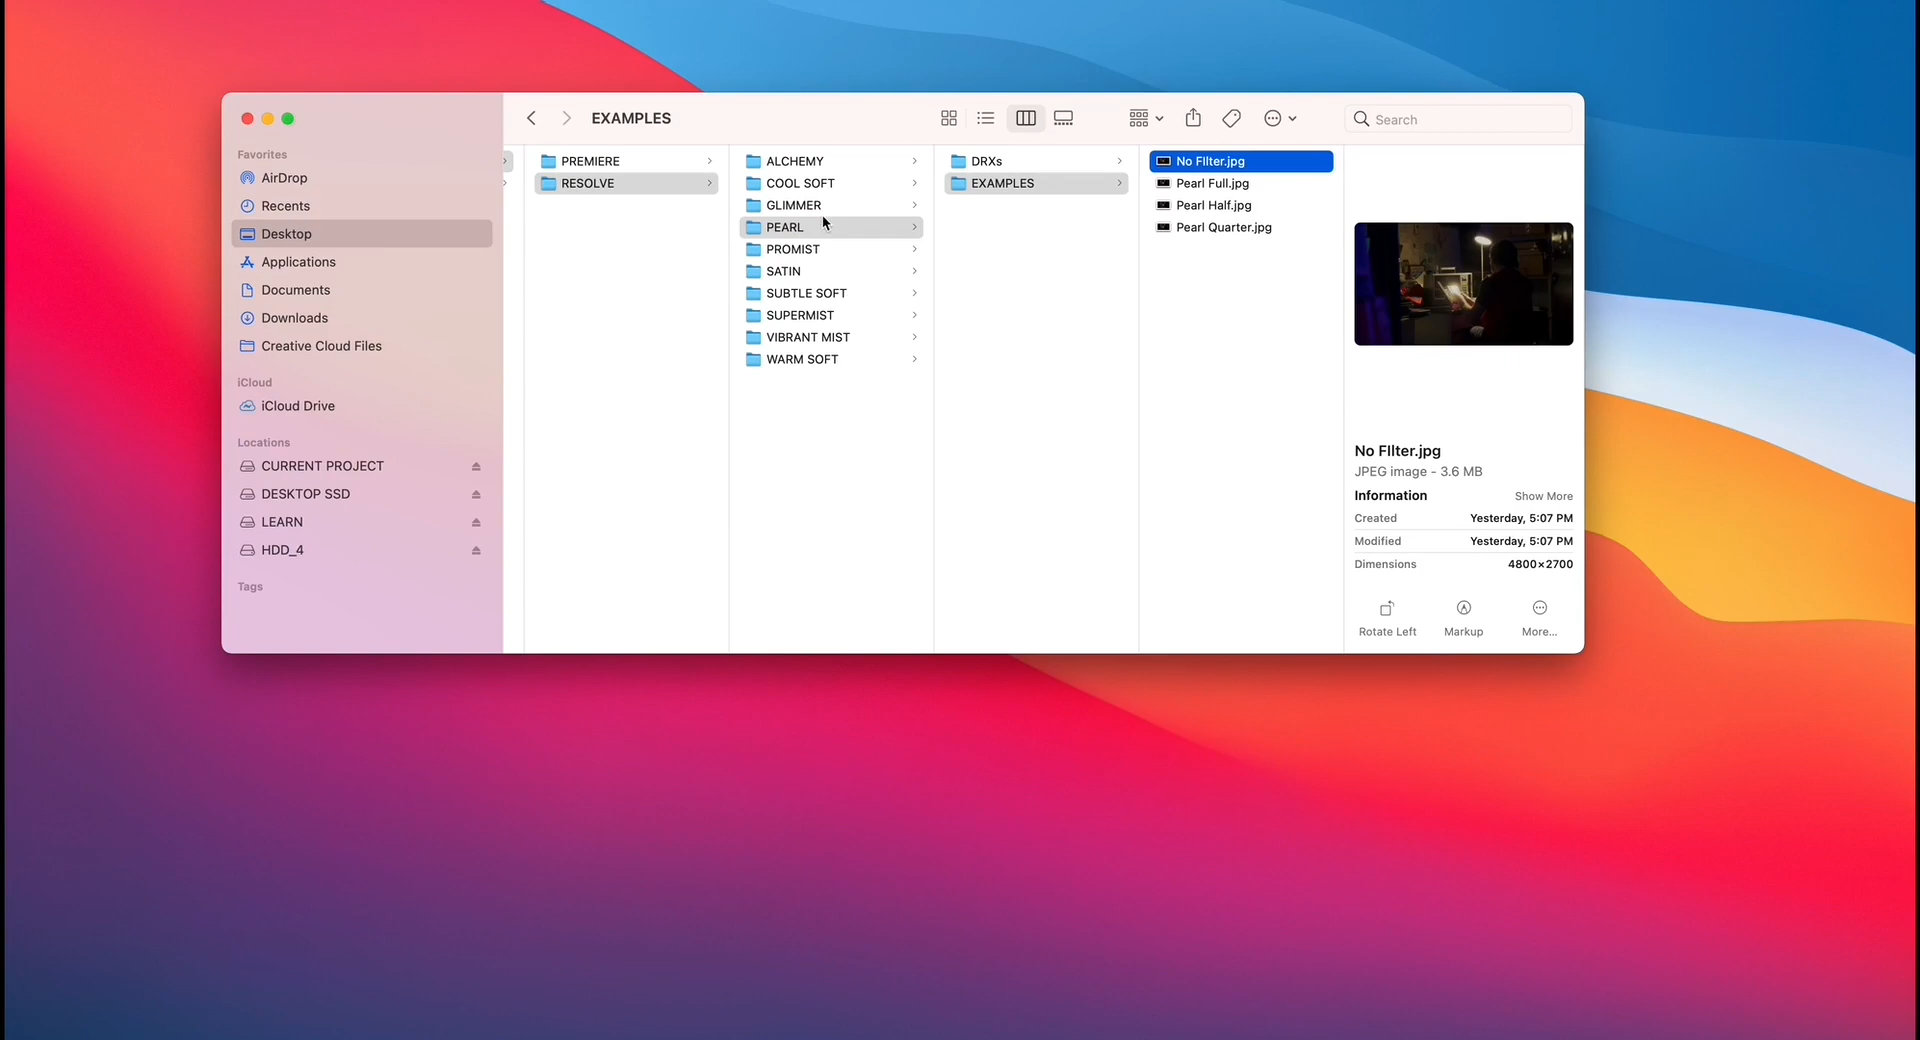 EXAMPLES
Search
Favorites
AirDrop
Recents
Desktop
Applications
Documents
Downloads
Creative Cloud Files
iCloud
iCloud Drive
Locations
CURRENT PROJECT
DESKTOP SSD
LEARN
HDD_4
Tags
PREMIERE
RESOLVE
ALCHEMY
COOL SOFT
GLIMMER
PEARL
PROMIST
SATIN
SUBTLE SOFT
SUPERMIST
VIBRANT MIST
WARM SOFT
DRXs
EXAMPLES
No FIlter.jpg
Pearl Full.jpg
Pearl Half.jpg
Pearl Quarter.jpg
No FIlter.jpg
JPEG image - 3.6 MB
Information Show More
Created Yesterday, 5:07 PM
Modified Yesterday, 5:07 PM
Dimensions 4800×2700
Rotate Left Markup More...